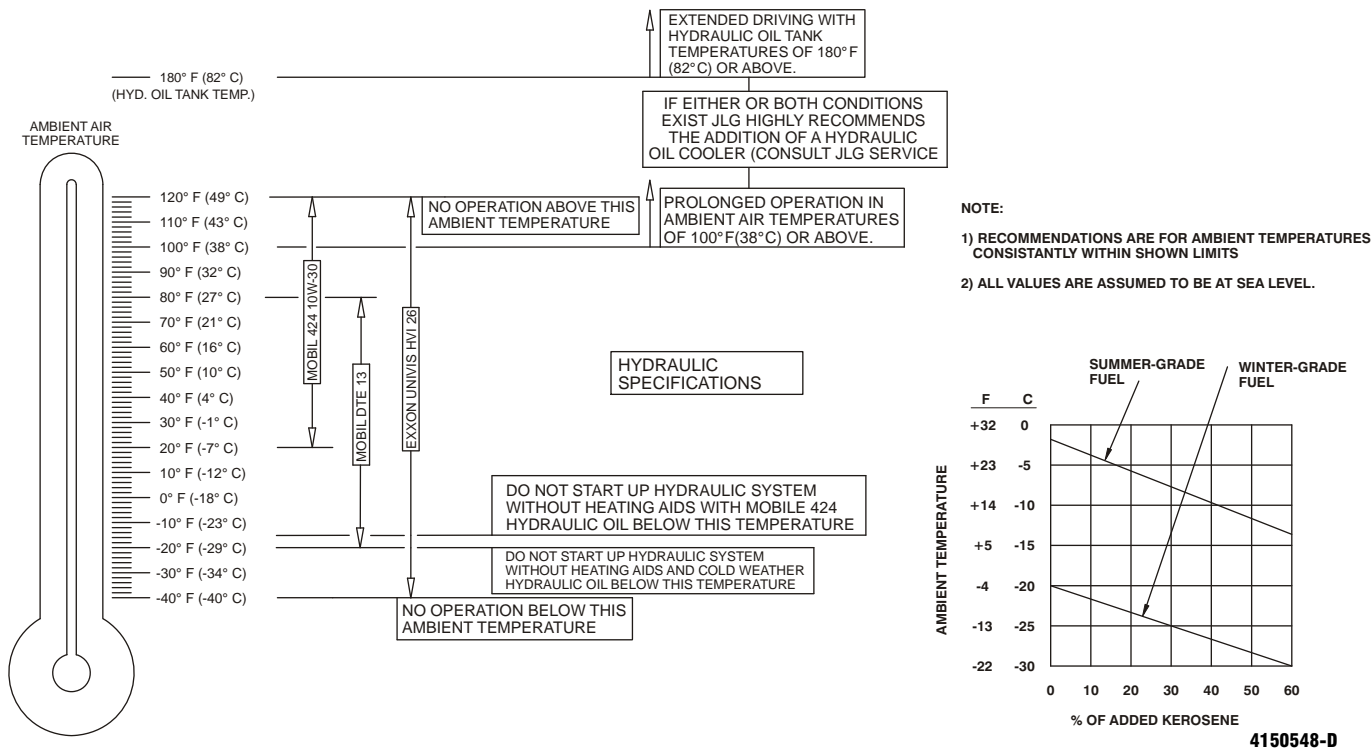 EXTENDED DRIVING WITH
HYDRAULIC OIL TANK
TEMPERATURES OF 180°F
(82°C) OR ABOVE.
180° F (82° C)
(HYD. OIL TANK TEMP.)
IF EITHER OR BOTH CONDITIONS
EXIST JLG HIGHLY RECOMMENDS
THE ADDITION OF A HYDRAULIC
OIL COOLER (CONSULT JLG SERVICE
AMBIENT AIR
TEMPERATURE
120° F (49° C)
110° F (43° C)
100° F (38° C)
90° F (32° C)
80° F (27° C)
70° F (21° C)
60° F (16° C)
50° F (10° C)
40° F (4° C)
30° F (-1° C)
20° F (-7° C)
10° F (-12° C)
0° F (-18° C)
-10° F (-23° C)
-20° F (-29° C)
-30° F (-34° C)
-40° F (-40° C)
MOBIL 424 10W-30
MOBIL DTE 13
EXXON UNIVIS HVI 26
NO OPERATION ABOVE THIS
AMBIENT TEMPERATURE
PROLONGED OPERATION IN
AMBIENT AIR TEMPERATURES
OF 100°F(38°C) OR ABOVE.
HYDRAULIC
SPECIFICATIONS
DO NOT START UP HYDRAULIC SYSTEM
WITHOUT HEATING AIDS WITH MOBILE 424
HYDRAULIC OIL BELOW THIS TEMPERATURE
DO NOT START UP HYDRAULIC SYSTEM
WITHOUT HEATING AIDS AND COLD WEATHER
HYDRAULIC OIL BELOW THIS TEMPERATURE
NO OPERATION BELOW THIS
AMBIENT TEMPERATURE
NOTE:
1) RECOMMENDATIONS ARE FOR AMBIENT TEMPERATURES
CONSISTANTLY WITHIN SHOWN LIMITS
2) ALL VALUES ARE ASSUMED TO BE AT SEA LEVEL.
SUMMER-GRADE
FUEL
WINTER-GRADE
FUEL
F C
+32 0
+23 -5
+14 -10
+5 -15
-4 -20
-13 -25
-22 -30
AMBIENT TEMPERATURE
0 10 20 30 40 50 60
% OF ADDED KEROSENE
4150548-D